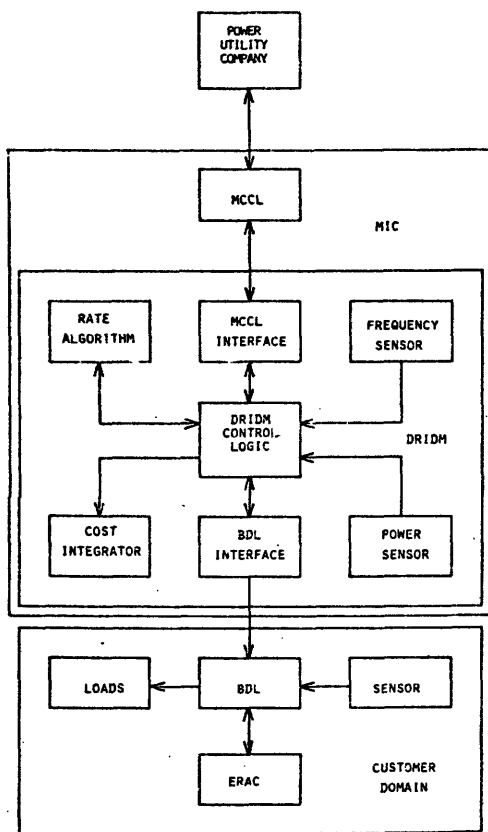 POWER
UTILITY
COMPANY
MCCL
MIC
RATE
ALGORITHM
MCCL
INTERFACE
FREQUENCY
SENSOR
DRIDM
CONTROL
LOGIC
DRIDM
COST
INTEGRATOR
BDL
INTERFACE
POWER
SENSOR
LOADS
BDL
SENSOR
ERAC
CUSTOMER
DOMAIN